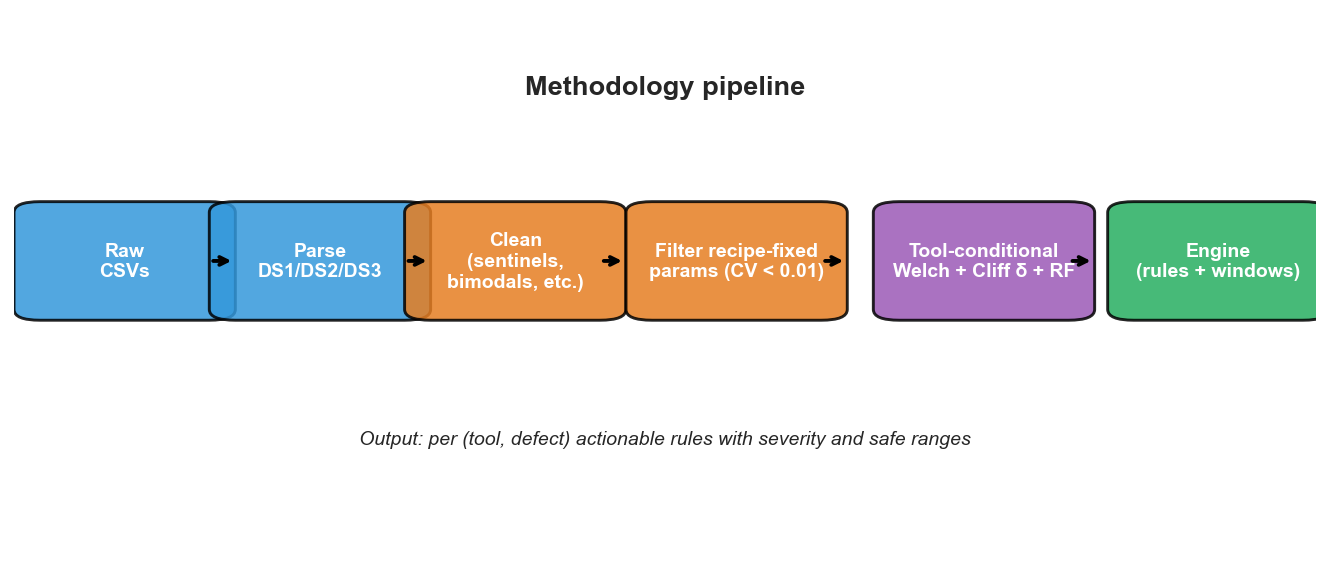 Methodology pipeline
Raw
CSVs
Parse
DS1/DS2/DS3
Clean
(sentinels,
bimodals, etc.)
Filter recipe-fixed
params (CV < 0.01)
Tool-conditional
Welch + Cliff δ + RF
Engine
(rules + windows)
Output: per (tool, defect) actionable rules with severity and safe ranges